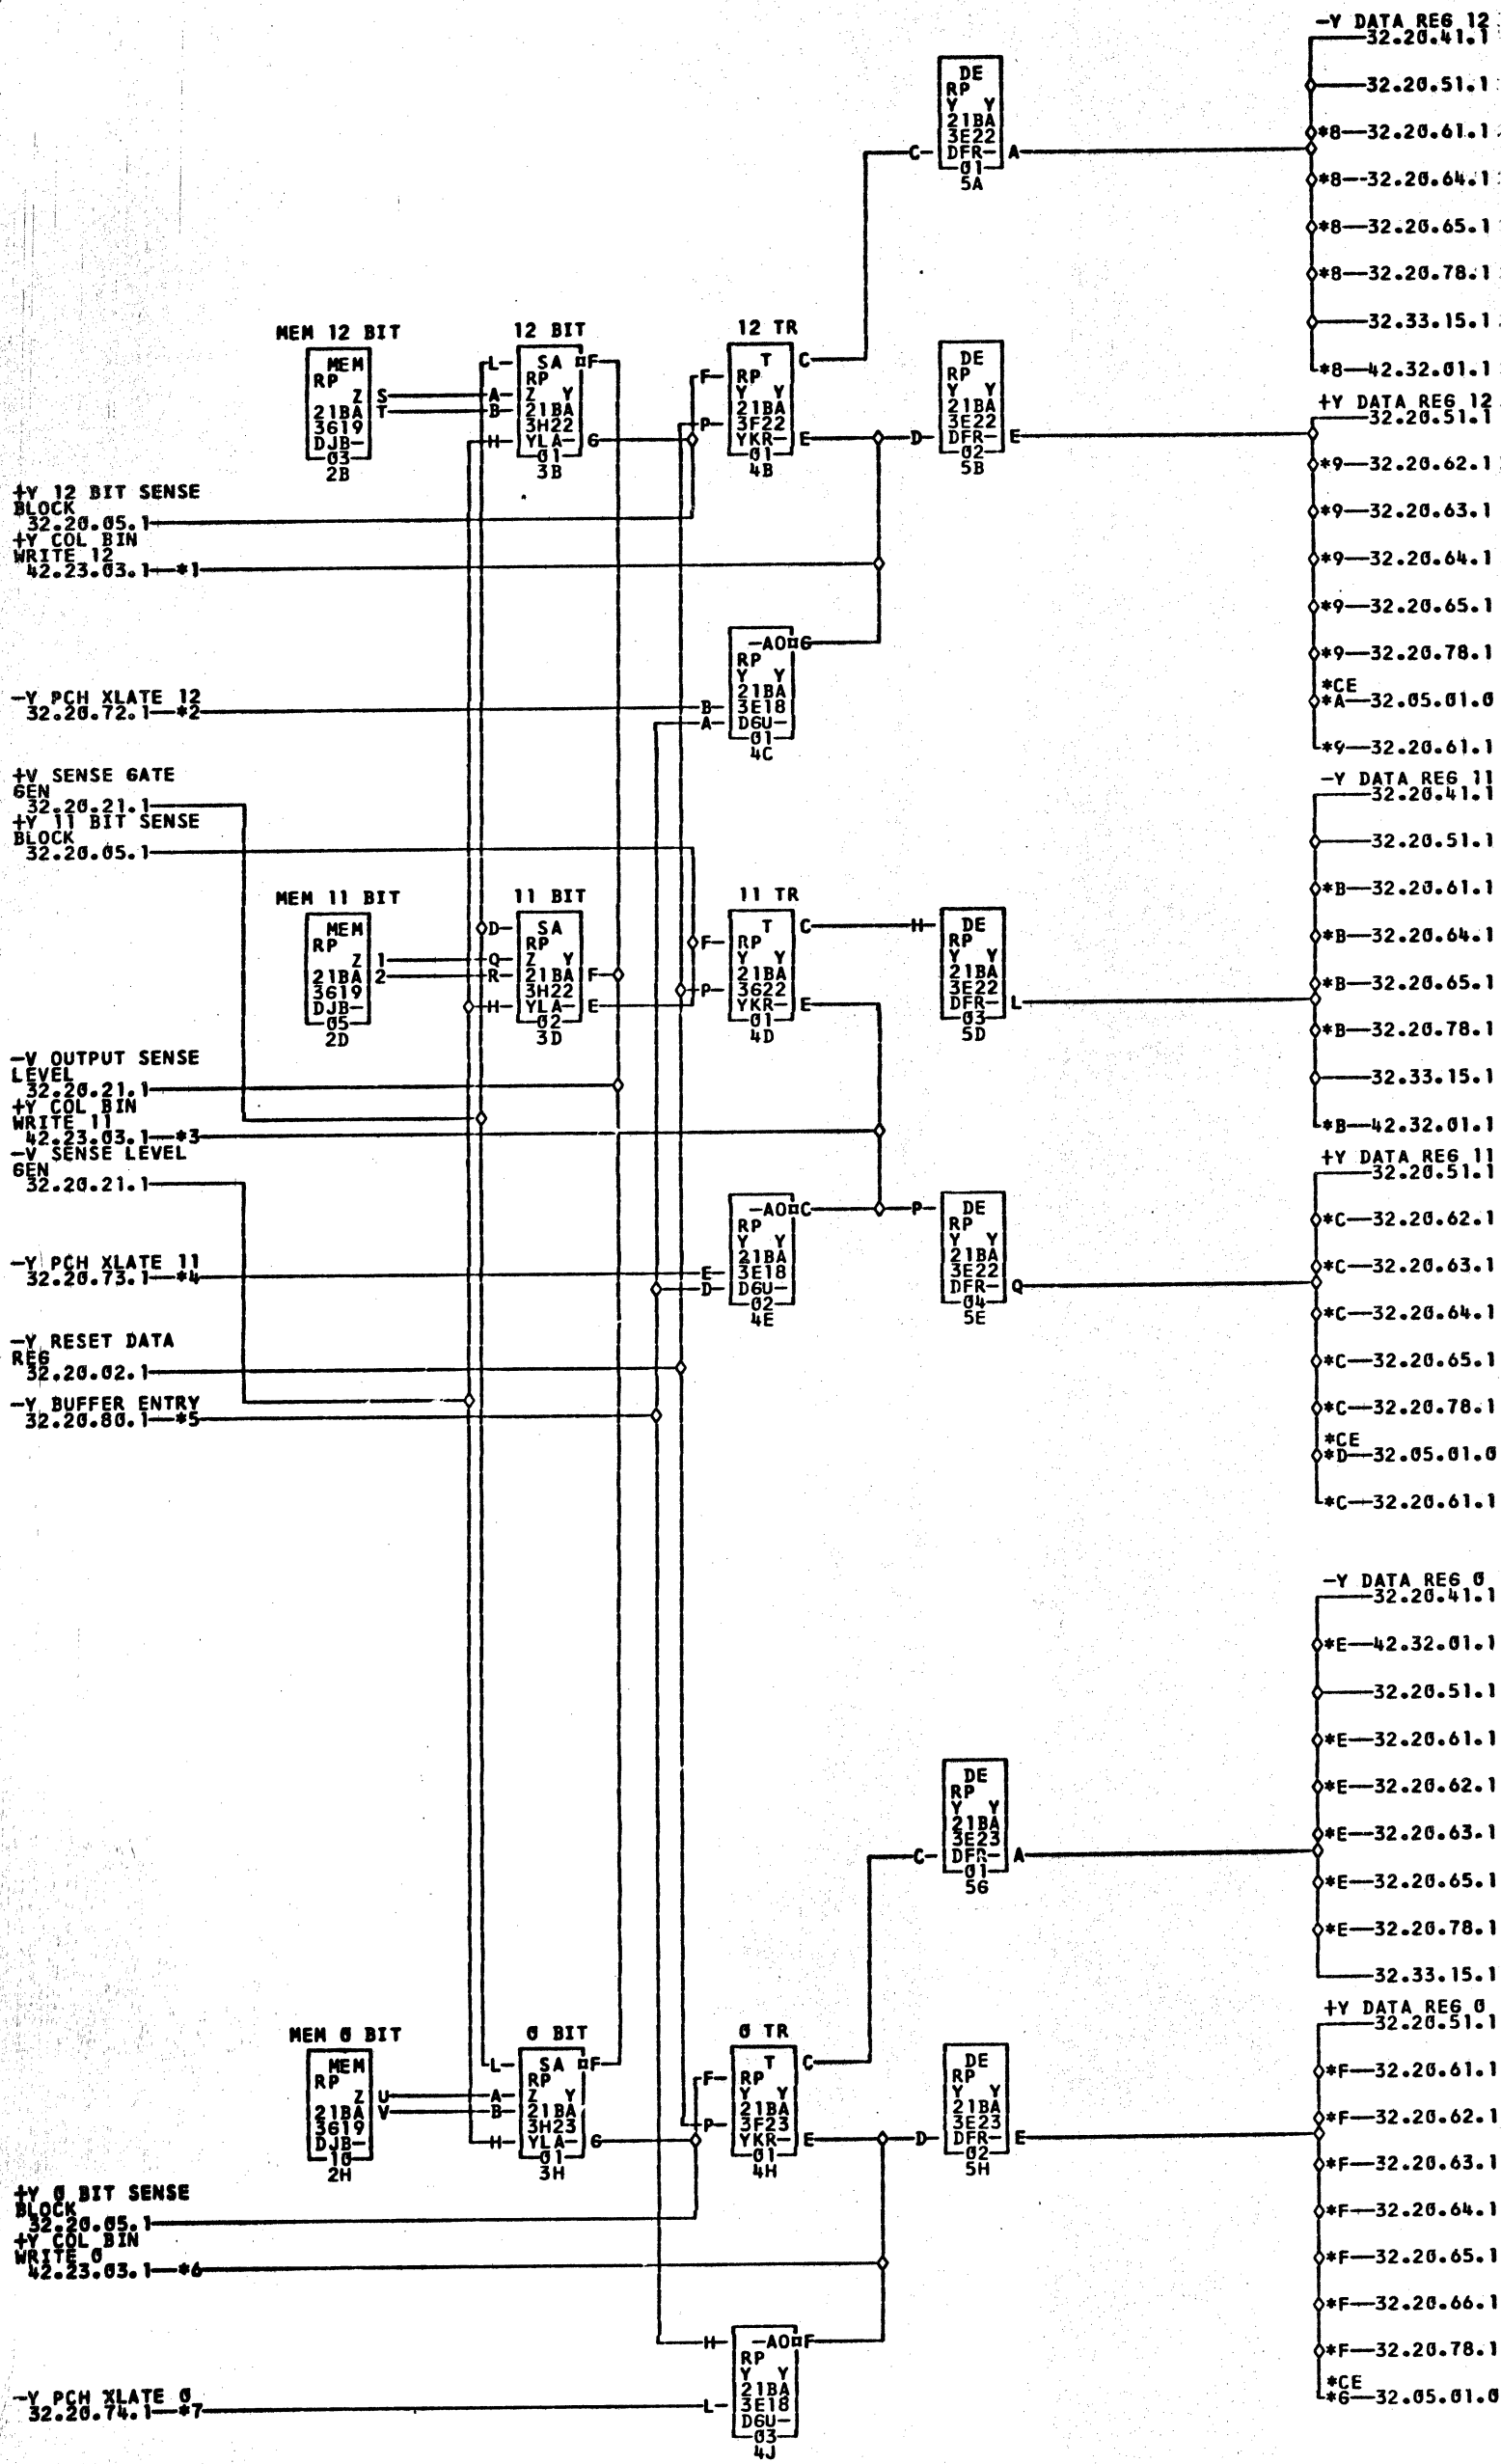 -Y DATA REG 12
32.20.41.1
32.20.51.1
*8—32.20.61.1
*8—32.20.64.1
*8—32.20.65.1
*8—32.20.78.1
32.33.15.1
*8—42.32.01.1
+Y DATA REG 12
32.20.51.1
*9—32.20.62.1
*9—32.20.63.1
*9—32.20.64.1
*9—32.20.65.1
*9—32.20.78.1
*CE
*A—32.05.01.0
*9—32.20.61.1
-Y DATA REG 11
32.20.41.1
32.20.51.1
*B—32.20.61.1
*B—32.20.64.1
*B—32.20.65.1
*B—32.20.78.1
32.33.15.1
*B—42.32.01.1
+Y DATA REG 11
32.20.51.1
*C—32.20.62.1
*C—32.20.63.1
*C—32.20.64.1
*C—32.20.65.1
*C—32.20.78.1
*CE
*D—32.05.01.0
*C—32.20.61.1
-Y DATA REG 0
32.20.41.1
*E—42.32.01.1
32.20.51.1
*E—32.20.61.1
*E—32.20.62.1
*E—32.20.63.1
*E—32.20.65.1
*E—32.20.78.1
32.33.15.1
+Y DATA REG 0
32.20.51.1
*F—32.20.61.1
*F—32.20.62.1
*F—32.20.63.1
*F—32.20.64.1
*F—32.20.65.1
*F—32.20.66.1
*F—32.20.78.1
*CE
*G—32.05.01.0
DE
RP
Y Y
21BA
3E22
C DFR- A
01
5A
MEM 12 BIT
MEM
RP
Z S
21BA T
3619
DJB-
03
2B
12 BIT
L SA F
RP
A Z Y
B 21BA
3H22
H YLA- G
01
3B
12 TR
T C
F RP
Y Y
21BA
P 3F22
YKR- E
01
4B
DE
RP
Y Y
21BA
3E22
D DFR- E
02
5B
+Y 12 BIT SENSE
BLOCK
32.20.05.1
+Y COL BIN
WRITE 12
42.23.03.1—*1
-AO G
RP
Y Y
21BA
B 3E18
A DGU-
01
4C
-Y PCH XLATE 12
32.20.72.1—*2
+V SENSE GATE
GEN
32.20.21.1
+Y 11 BIT SENSE
BLOCK
32.20.05.1
MEM 11 BIT
MEM
RP
Z 1
21BA 2
3619
DJB-
05
2D
11 BIT
D SA
RP
Q Z Y
R 21BA F
3H22
H YLA- E
02
3D
11 TR
T C
F RP
Y Y
21BA
P 3G22
YKR- E
01
4D
H DE
RP
Y Y
21BA
3E22
DFR- L
03
5D
-V OUTPUT SENSE
LEVEL
32.20.21.1
+Y COL BIN
WRITE 11
42.23.03.1—*3
-V SENSE LEVEL
GEN
32.20.21.1
-AO C
RP
Y Y
21BA
E 3E18
D DGU-
02
4E
P DE
RP
Y Y
21BA
3E22
DFR- Q
04
5E
-Y PCH XLATE 11
32.20.73.1—*4
-Y RESET DATA
REG
32.20.02.1
-Y BUFFER ENTRY
32.20.80.1—*5
DE
RP
Y Y
21BA
3E23
C DFR- A
01
5G
MEM 0 BIT
MEM
RP
Z U
21BA V
3619
DJB-
10
2H
0 BIT
L SA F
RP
A Z Y
B 21BA
3H23
H YLA- G
01
3H
0 TR
T C
F RP
Y Y
21BA
P 3F23
YKR- E
01
4H
DE
RP
Y Y
21BA
3E23
D DFR- E
02
5H
+Y 0 BIT SENSE
BLOCK
32.20.05.1
+Y COL BIN
WRITE 0
42.23.03.1—*6
H -AO F
RP
Y Y
21BA
L 3E18
DGU-
03
4J
-Y PCH XLATE 0
32.20.74.1—*7